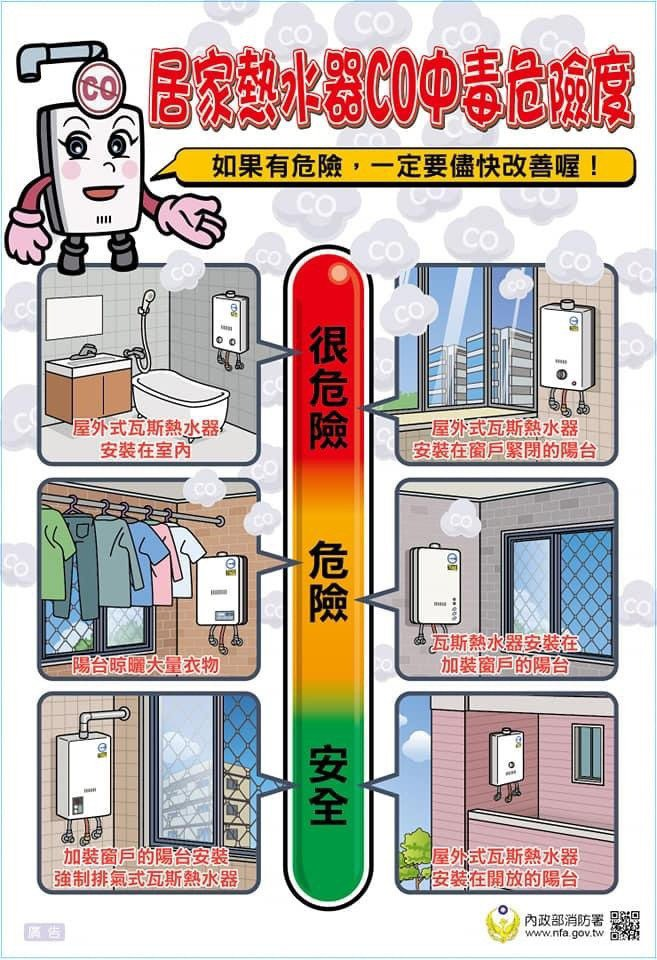 CO
居家熱水器CO中毒危險度
如果有危險，一定要儘快改善喔！
很危險
屋外式瓦斯熱水器
安裝在室內
屋外式瓦斯熱水器
安裝在窗戶緊閉的陽台
危險
陽台晾曬大量衣物
瓦斯熱水器安裝在
加裝窗戶的陽台
安全
加裝窗戶的陽台安裝
強制排氣式瓦斯熱水器
屋外式瓦斯熱水器
安裝在開放的陽台
廣告
內政部消防署
www.nfa.gov.tw